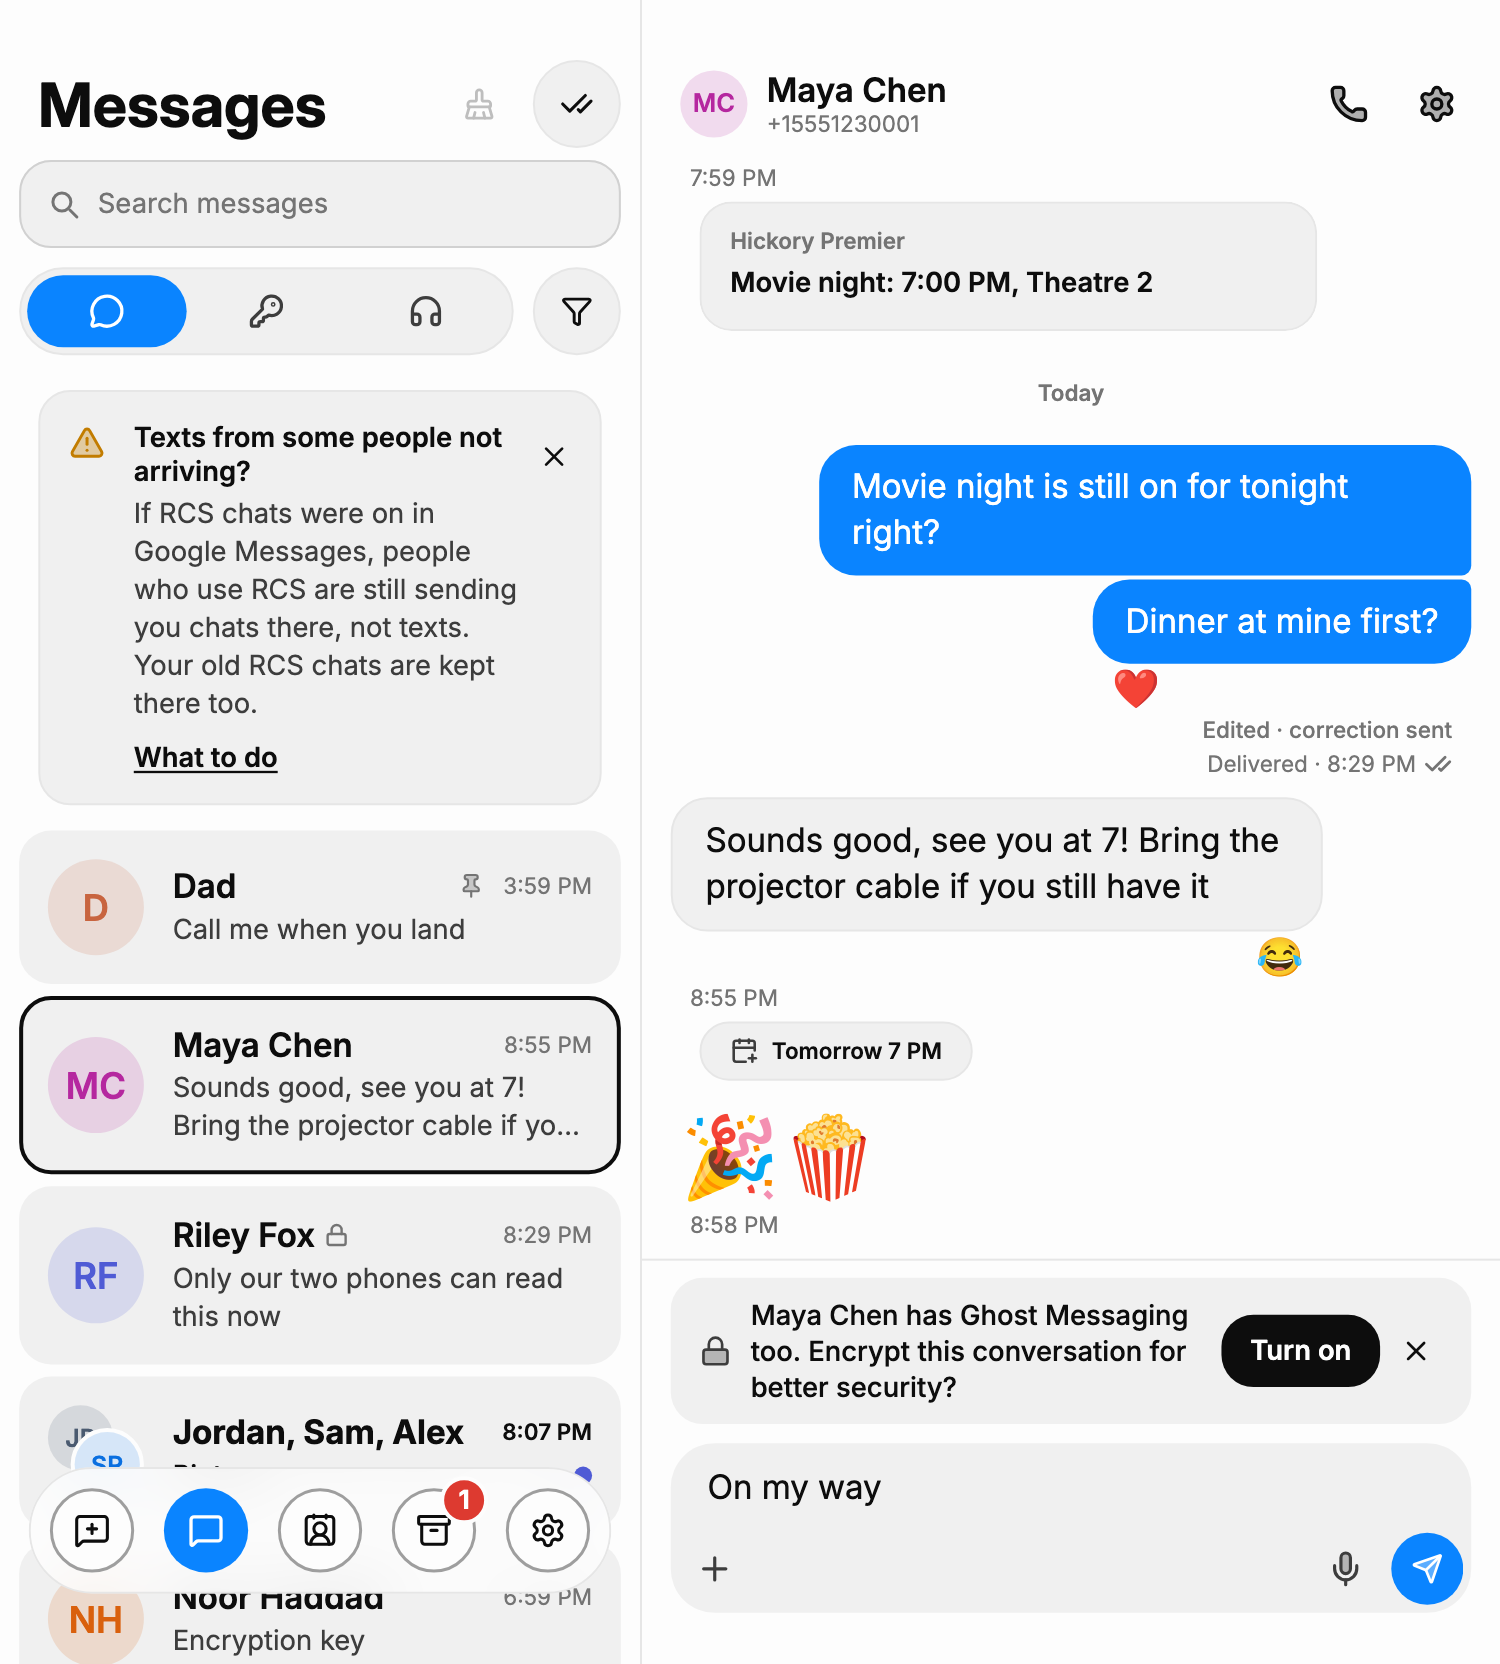 Messages
Search messages
Texts from some people not
arriving?
If RCS chats were on in
Google Messages, people
who use RCS are still sending
you chats there, not texts.
Your old RCS chats are kept
there too.
What to do
D
Dad
3:59 PM
Call me when you land
MC
Maya Chen
8:55 PM
Sounds good, see you at 7!
Bring the projector cable if yo...
RF
Riley Fox
8:29 PM
Only our two phones can read
this now
Jordan, Sam, Alex
8:07 PM
1
NH
Noor Haddad
6:59 PM
Encryption key
MC
Maya Chen
+15551230001
7:59 PM
Hickory Premier
Movie night: 7:00 PM, Theatre 2
Today
Movie night is still on for tonight
right?
Dinner at mine first?
❤️
Edited · correction sent
Delivered · 8:29 PM
Sounds good, see you at 7! Bring the
projector cable if you still have it
😂
8:55 PM
Tomorrow 7 PM
🎉 🍿
8:58 PM
Maya Chen has Ghost Messaging
too. Encrypt this conversation for
better security?
Turn on
On my way